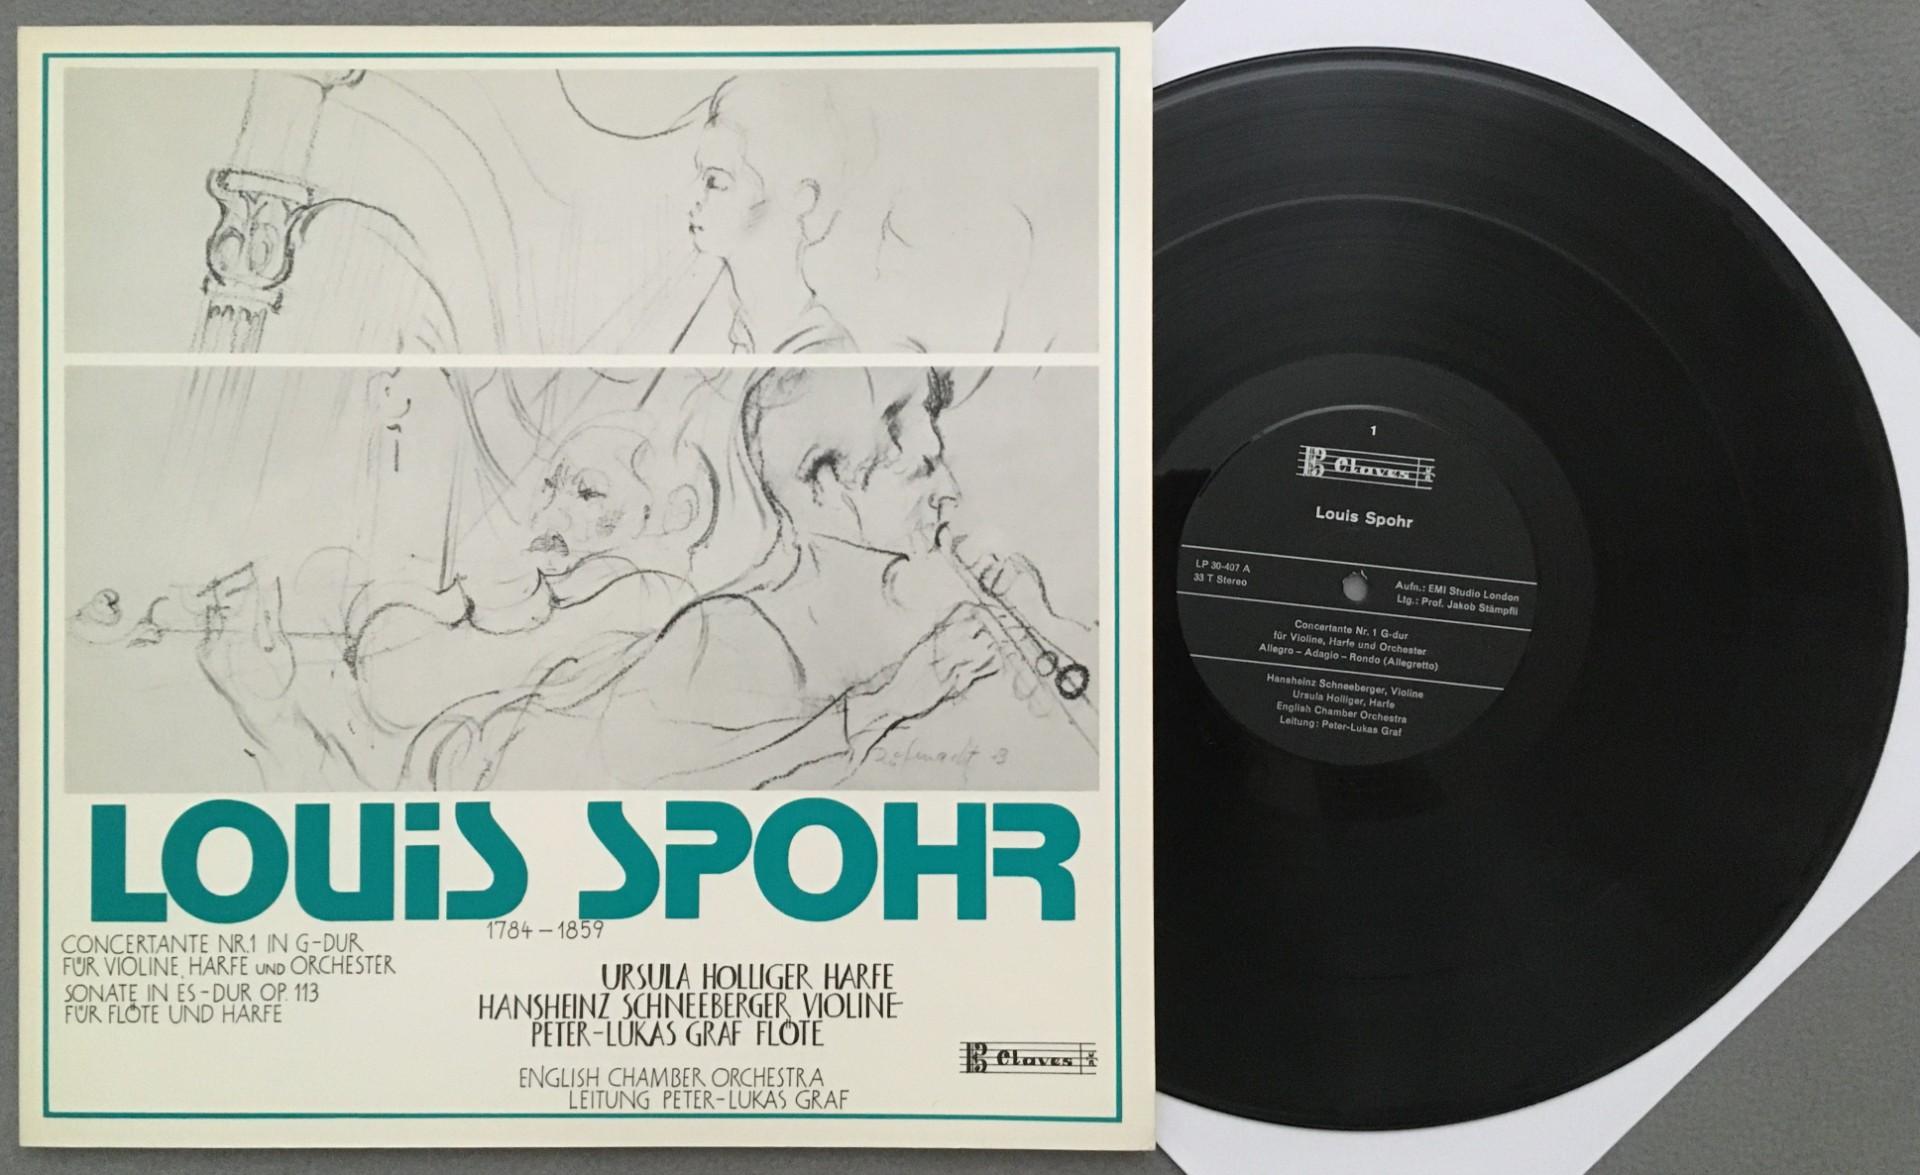 LOUiS SPOHR
1784 – 1859
CONCERTANTE NR.1 IN G-DUR
FÜR VIOLINE, HARFE UND ORCHESTER
SONATE IN ES-DUR OP. 113
FÜR FLÖTE UND HARFE
URSULA HOLLIGER HARFE
HANSHEINZ SCHNEEBERGER VIOLINE
PETER-LUKAS GRAF FLÖTE
ENGLISH CHAMBER ORCHESTRA
LEITUNG PETER-LUKAS GRAF
Claves
1
Claves
Louis Spohr
LP 30-407 A
33 T Stereo
Aufn.: EMI Studio London
Ltg.: Prof. Jakob Stämpfli
Concertante Nr. 1 G-dur
für Violine, Harfe und Orchester
Allegro – Adagio – Rondo (Allegretto)
Hansheinz Schneeberger, Violine
Ursula Holliger, Harfe
English Chamber Orchestra
Leitung: Peter-Lukas Graf